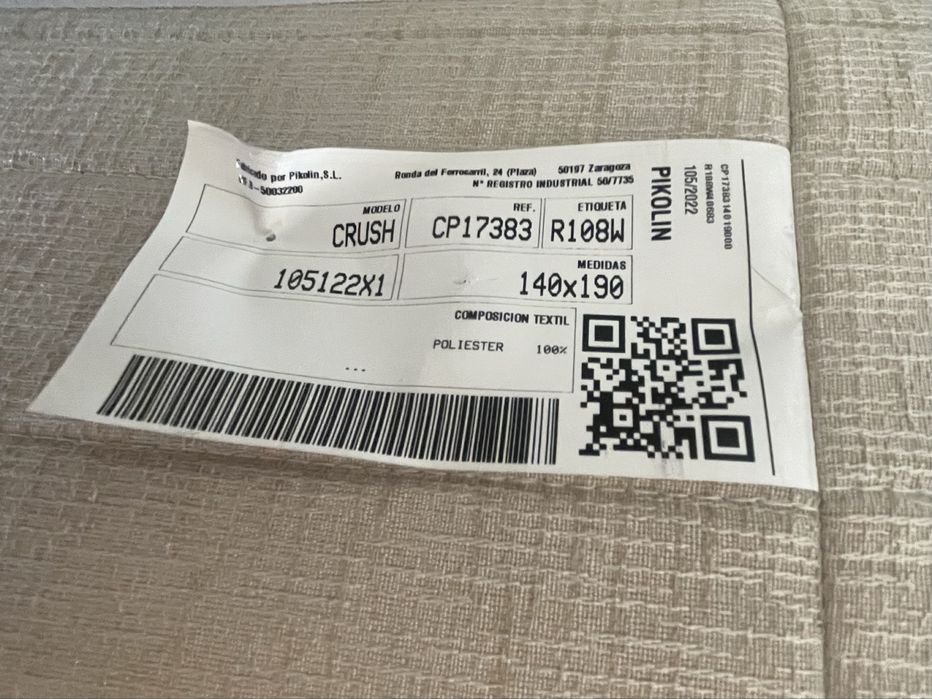 por Pikolin,S.L.
Ronda del Ferrocarril, 24 (Plaza) 50197 Zaragoza
Nº REGISTRO INDUSTRIAL 50/7735
MODELO
CRUSH
REF.
CP17383
ETIQUETA
R108W
105122X1
MEDIDAS
140x190
COMPOSICION TEXTIL
POLIESTER 100%
...
PIKOLIN
105/2022